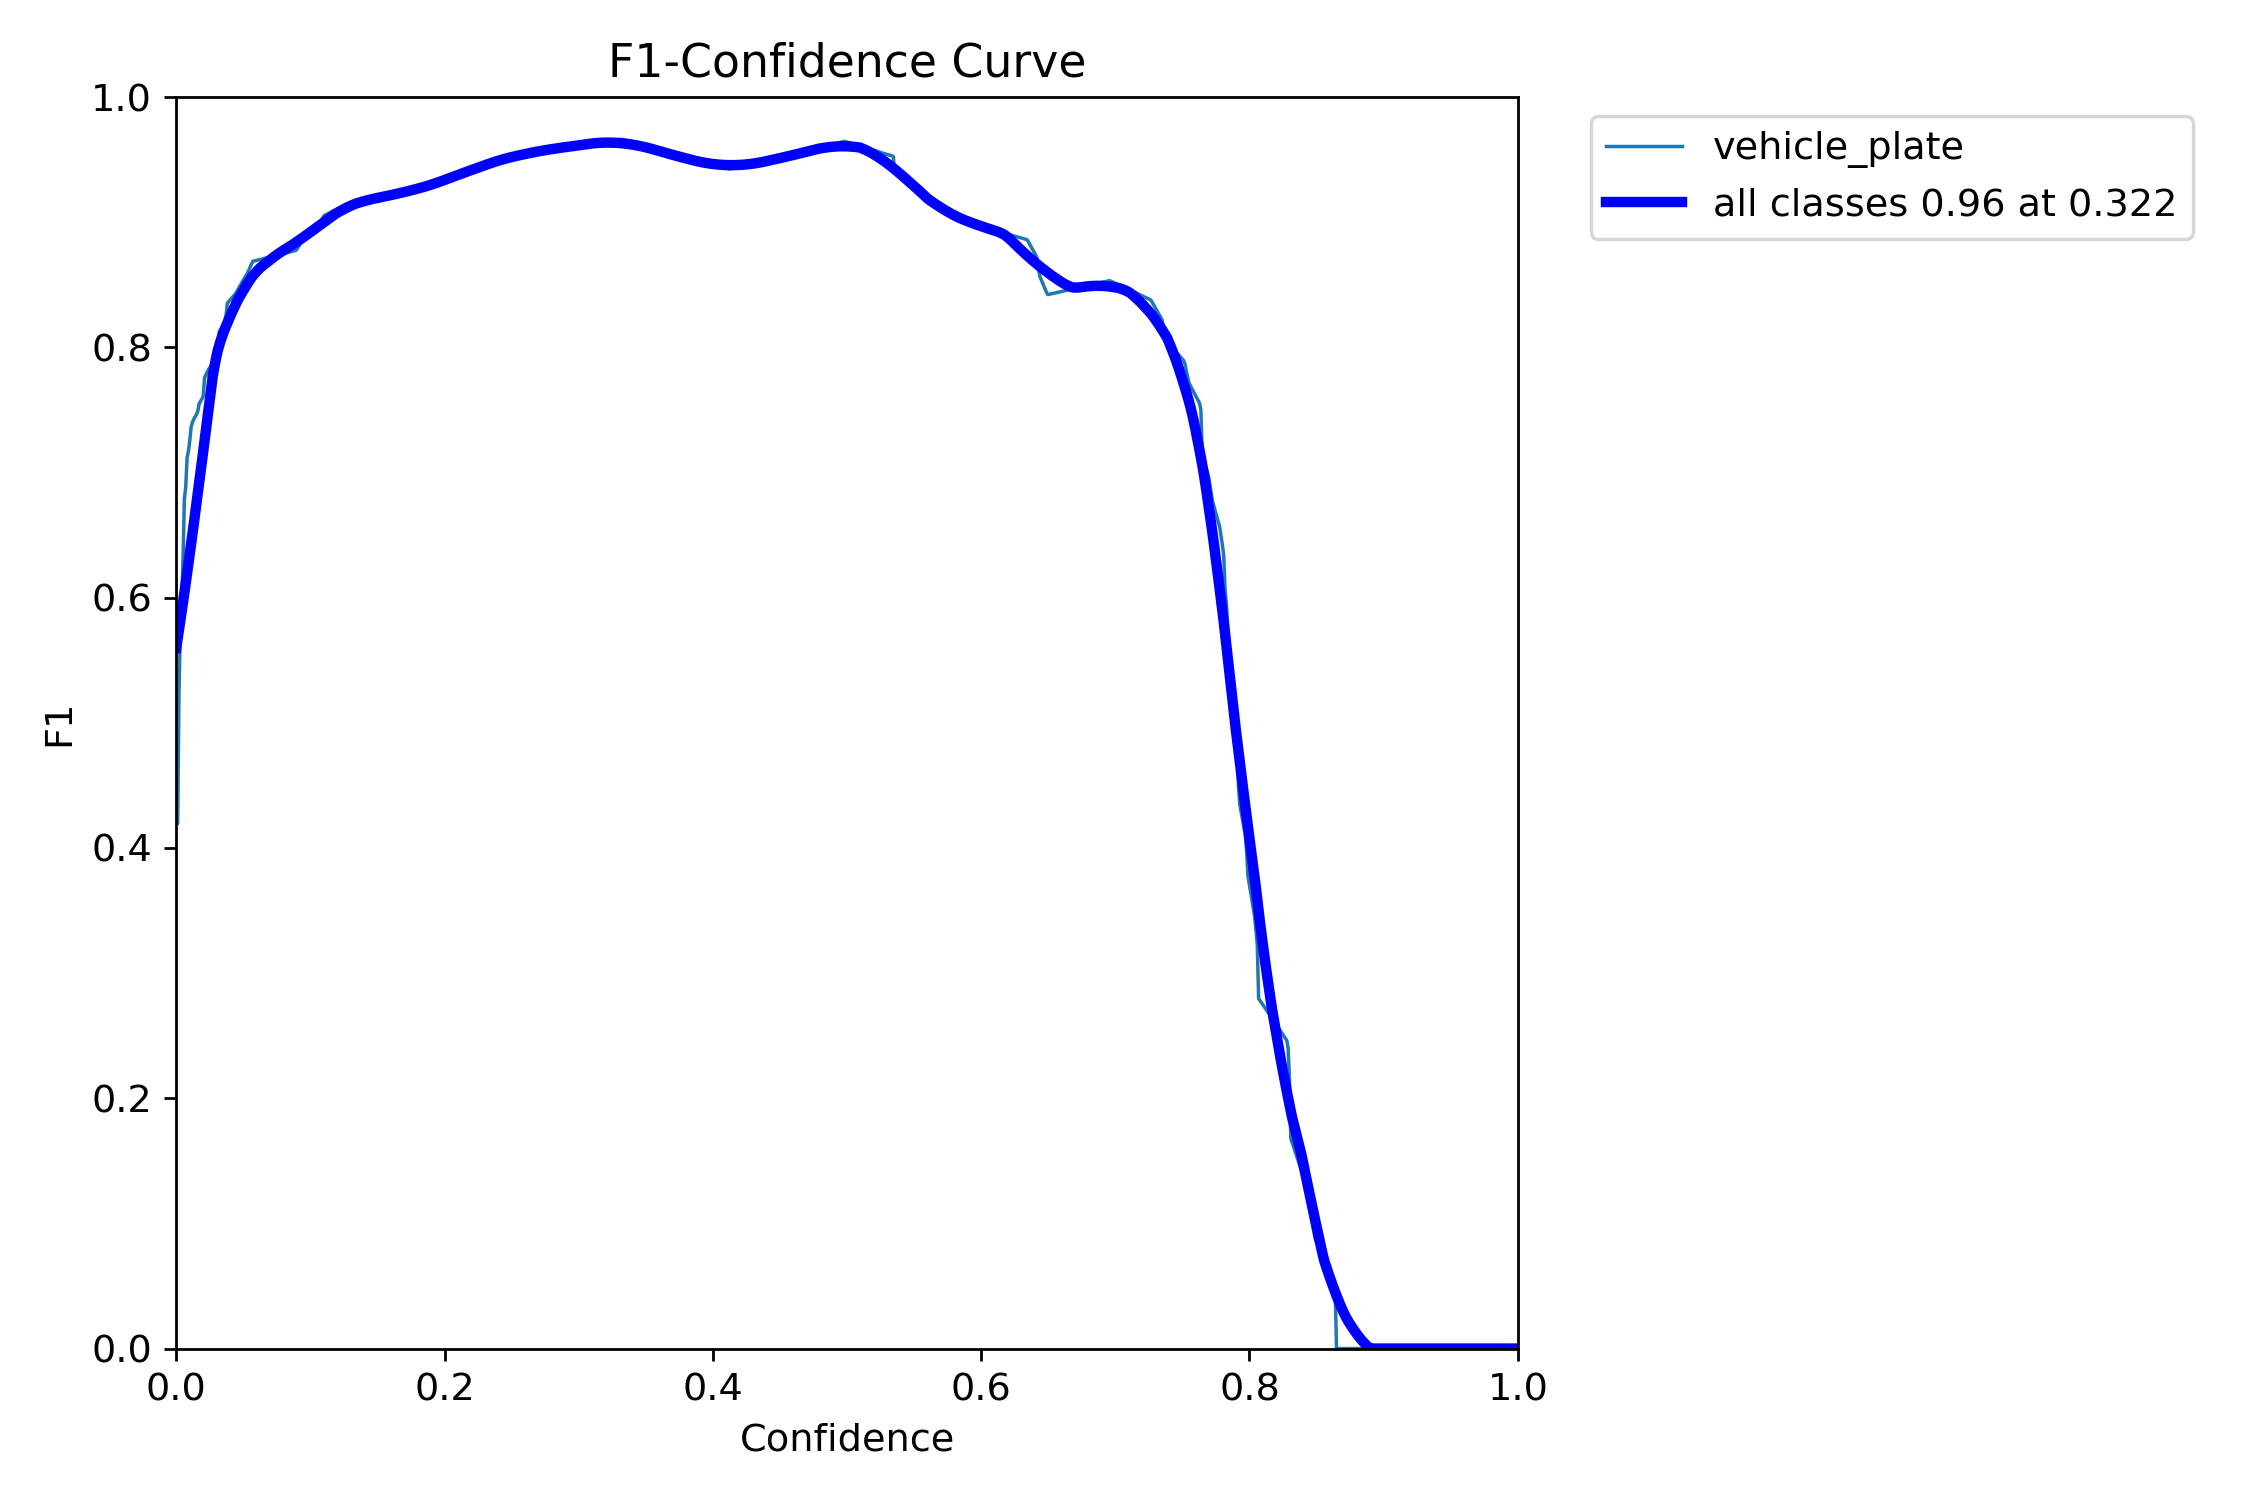 F1-Confidence Curve
vehicle_plate
all classes 0.96 at 0.322
1.0
0.8
0.6
0.4
0.2
0.0
F1
0.0 0.2 0.4 0.6 0.8 1.0
Confidence